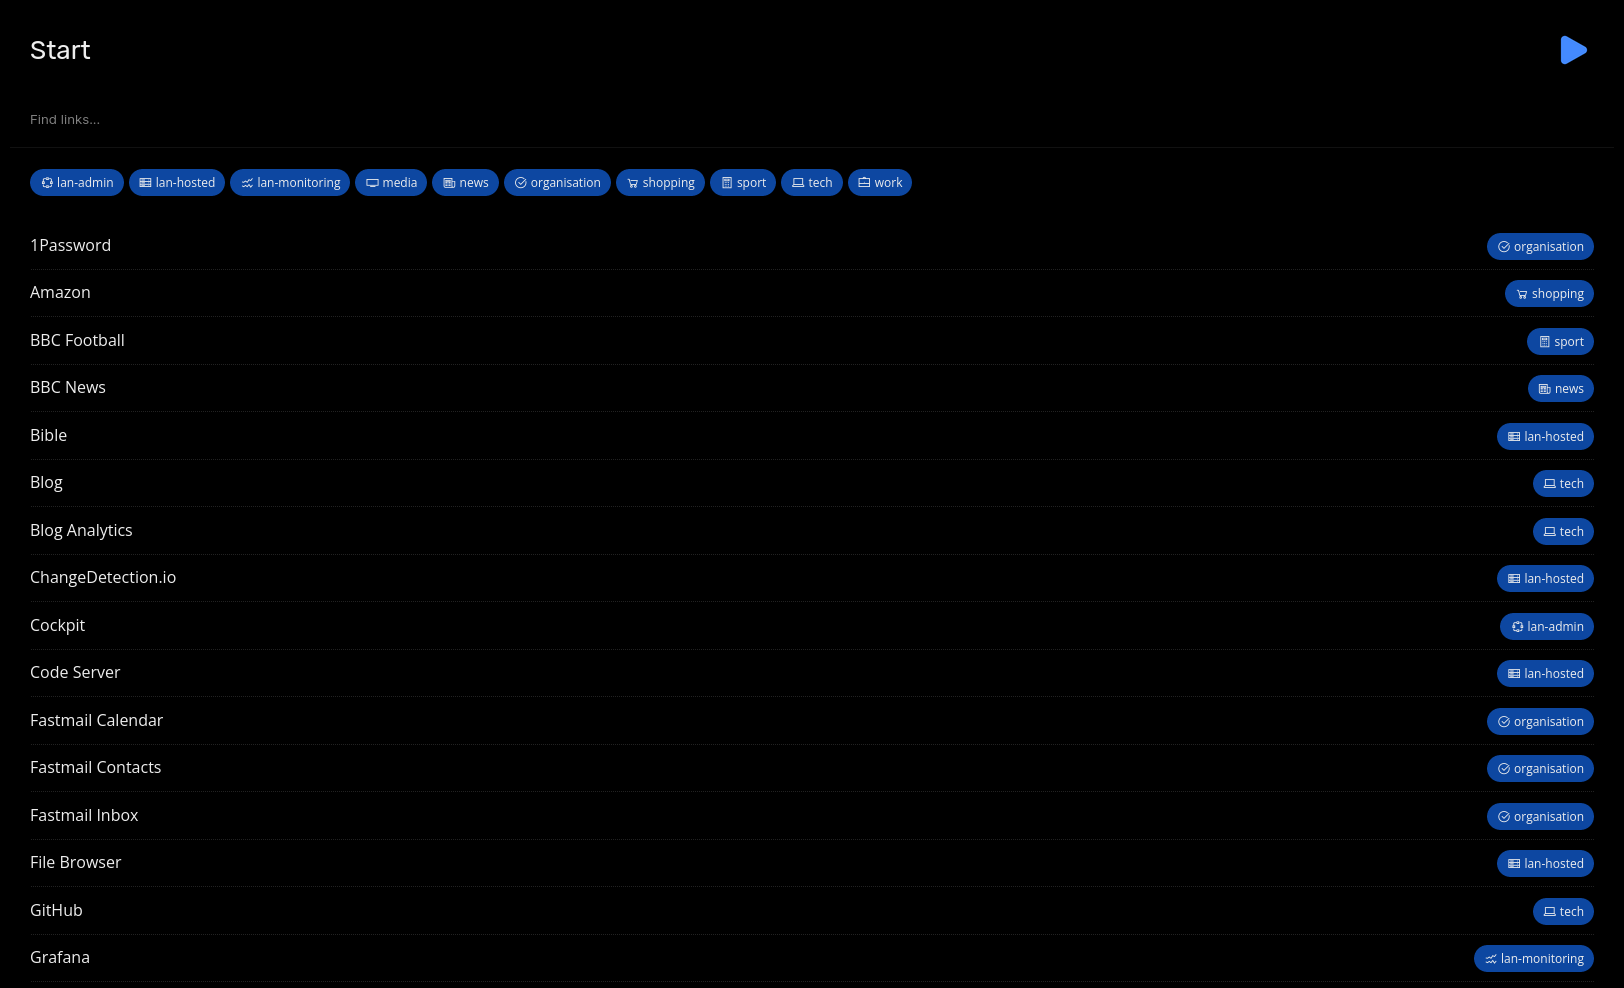 Start
Find links...
lan-admin lan-hosted lan-monitoring media news organisation shopping sport tech work
1Password organisation
Amazon shopping
BBC Football sport
BBC News news
Bible lan-hosted
Blog tech
Blog Analytics tech
ChangeDetection.io lan-hosted
Cockpit lan-admin
Code Server lan-hosted
Fastmail Calendar organisation
Fastmail Contacts organisation
Fastmail Inbox organisation
File Browser lan-hosted
GitHub tech
Grafana lan-monitoring